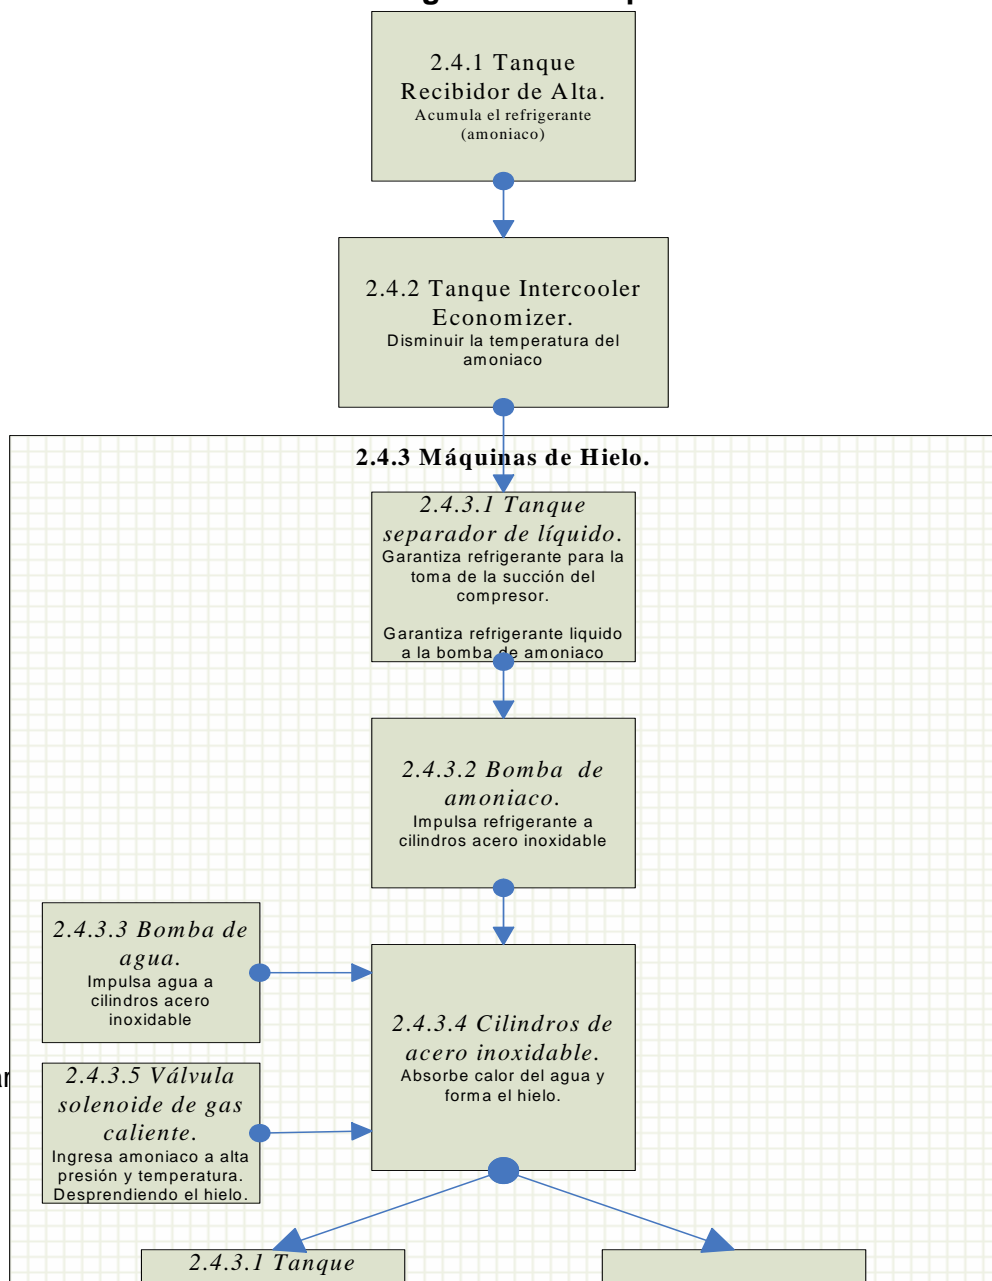 2.4.1 Tanque
Recibidor de Alta.
Acumula el refrigerante
(amoniaco)
2.4.2 Tanque Intercooler
Economizer.
Disminuir la temperatura del
amoniaco
2.4.3 Máquinas de Hielo.
2.4.3.1 Tanque
separador de líquido.
Garantiza refrigerante para la
toma de la succión del
compresor.
Garantiza refrigerante liquido
a la bomba de amoniaco
2.4.3.2 Bomba de
amoniaco.
Impulsa refrigerante a
cilindros acero inoxidable
2.4.3.3 Bomba de
agua.
Impulsa agua a
cilindros acero
inoxidable
2.4.3.4 Cilindros de
acero inoxidable.
Absorbe calor del agua y
forma el hielo.
2.4.3.5 Válvula
solenoide de gas
caliente.
Ingresa amoniaco a alta
presión y temperatura.
Desprendiendo el hielo.
2.4.3.1 Tanque